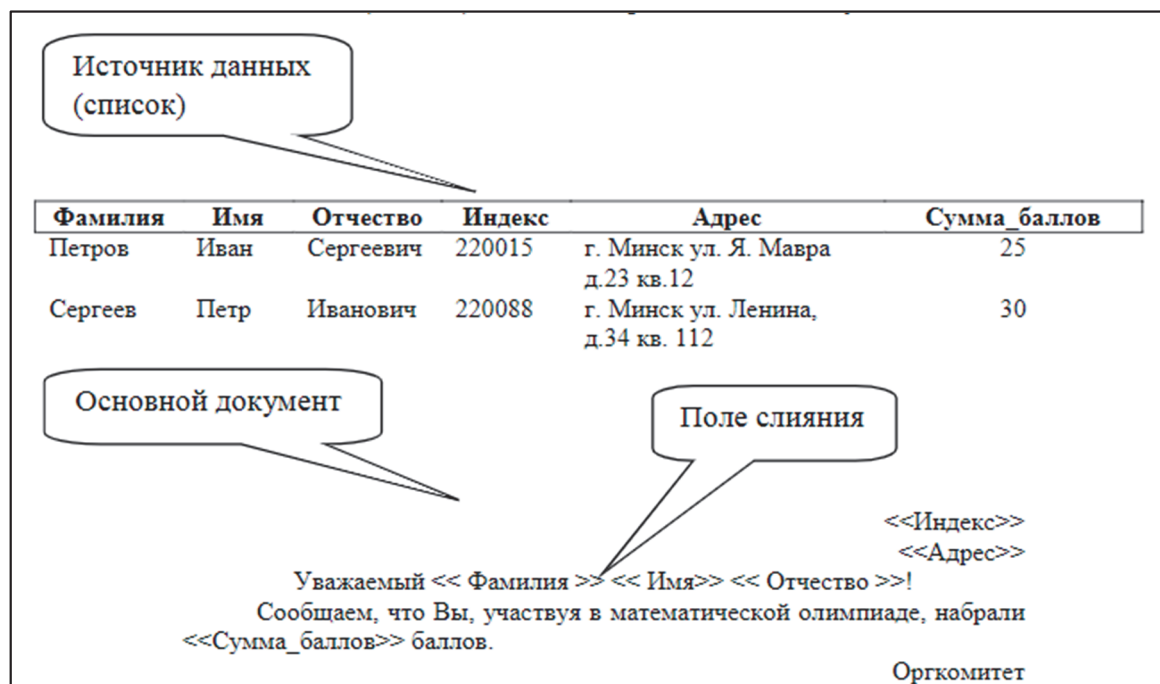 Источник данных
(список)
Фамилия Имя Отчество Индекс Адрес Сумма_баллов
Петров Иван Сергеевич 220015 г. Минск ул. Я. Мавра 25
д.23 кв.12
Сергеев Петр Иванович 220088 г. Минск ул. Ленина, 30
д.34 кв. 112
Основной документ
Поле слияния
<<Индекс>>
<<Адрес>>
Уважаемый << Фамилия >> << Имя>> << Отчество >>!
Сообщаем, что Вы, участвуя в математической олимпиаде, набрали
<<Сумма_баллов>> баллов.
Оргкомитет